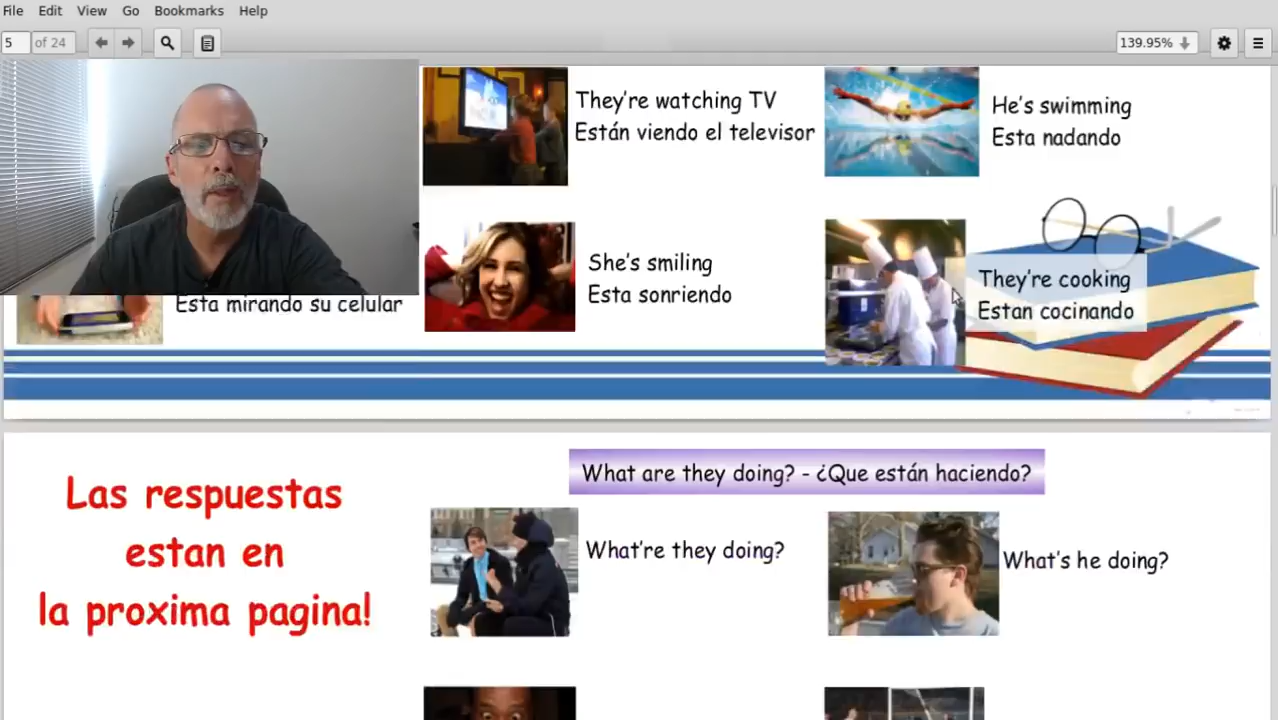 File Edit View Go Bookmarks Help
5 of 24
139.95%
They're watching TV
Están viendo el televisor
He's swimming
Esta nadando
She's smiling
Esta sonriendo
They're cooking
Estan cocinando
Esta mirando su celular
What are they doing? - ¿Que están haciendo?
Las respuestas
estan en
la proxima pagina!
What're they doing?
What's he doing?